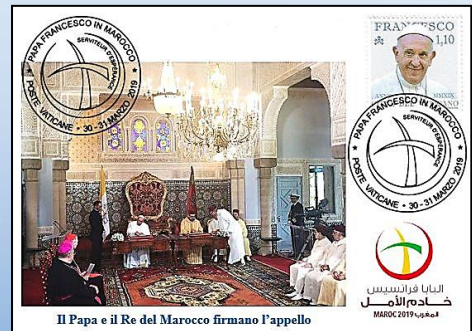 PAPA FRANCESCO IN MAROCCO
SERVITEUR D'ESPERANCE
POSTE VATICANE • 30-31 MARZO 2019
FRANCESCO
1,10
PAPA FRANCESCO IN MAROCCO
SERVITEUR D'ESPERANCE
POSTE VATICANE • 30-31 MARZO 2019
البابا فرانسيس
خادم الأمل
MAROC 2019 المغرب
Il Papa e il Re del Marocco firmano l'appello